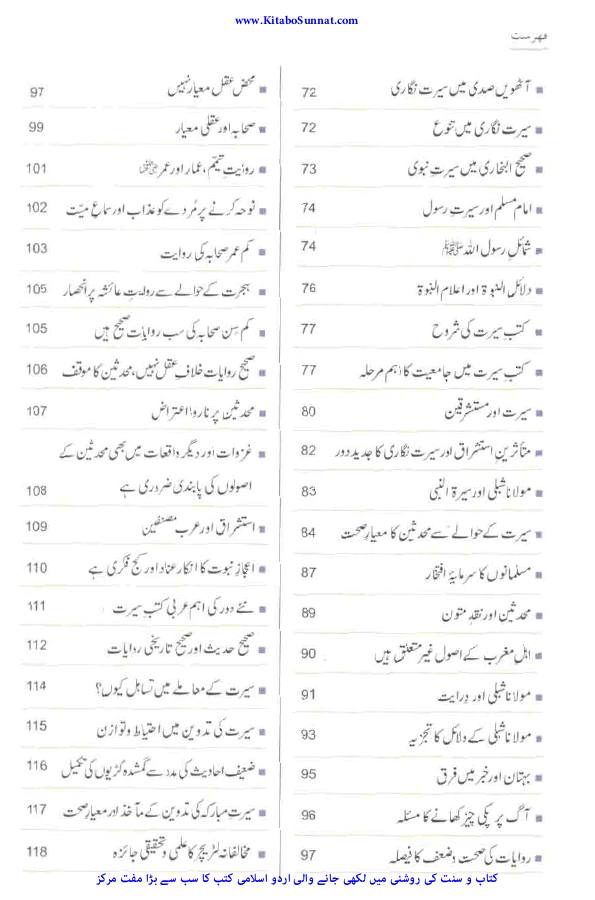 www.KitaboSunnat.com
فہرست
▪ آٹھویں صدی میں سیرت نگاری 72
▪ سیرت نگاری میں تنوع 72
▪ صحیح البخاری میں سیرتِ نبوی 73
▪ امام مسلم اور سیرتِ رسول 74
▪ شمائلِ رسول اللہ ﷺ 74
▪ دلائل النبوۃ اور اعلام النبوۃ 76
▪ کتبِ سیرت کی شروح 77
▪ کتبِ سیرت میں جامعیت کا اہم مرحلہ 77
▪ سیرت اور مستشرقین 80
▪ متأثرینِ استشراق اور سیرت نگاری کا جدید دور 82
▪ مولانا شبلی اور سیرۃ النبی 83
▪ سیرت کے حوالے سے محدثین کا معیارِ صحت 84
▪ مسلمانوں کا سرمایۂ افتخار 87
▪ محدثین اور نقدِ متون 89
▪ اہلِ مغرب کے اصول غیر متعلق ہیں 90
▪ مولانا شبلی اور درایت 91
▪ مولانا شبلی کے دلائل کا تجزیہ 93
▪ بہتان اور خبر میں فرق 95
▪ آگ پر پکی چیز کھانے کا مسئلہ 96
▪ روایات کی صحت و ضعف کا فیصلہ 97
▪ محض عقل معیار نہیں 97
▪ صحابہ اور عقلی معیار 99
▪ روایتِ تیمّم، عمار اور عمر رضی اللہ عنہما 101
▪ نوحہ کرنے پر مُردے کو عذاب اور سماعِ میّت 102
▪ کم عمر صحابہ کی روایت 103
▪ ہجرت کے حوالے سے روایتِ عائشہ پر انحصار 105
▪ کم سِن صحابہ کی سب روایات صحیح ہیں 105
▪ صحیح روایات خلافِ عقل نہیں، محدثین کا موقف 106
▪ محدثین پر ناروا اعتراض 107
▪ غزوات اور دیگر واقعات میں بھی محدثین کے
اصولوں کی پابندی ضروری ہے 108
▪ استشراق اور عرب مصنفین 109
▪ اعجازِ نبوت کا انکار عناد اور کج فکری ہے 110
▪ نئے دور کی اہم عربی کتبِ سیرت 111
▪ صحیح حدیث اور صحیح تاریخی روایات 112
▪ سیرت کے معاملے میں تساہل کیوں؟ 114
▪ سیرت کی تدوین میں احتیاط و توازن 115
▪ ضعیف احادیث کی مدد سے گمشدہ کڑیوں کی تکمیل 116
▪ سیرتِ مبارکہ کی تدوین کے مآخذ اور معیارِ صحت 117
▪ مخالفانہ لٹریچر کا علمی و تحقیقی جائزہ 118
کتاب و سنت کی روشنی میں لکھی جانے والی اردو اسلامی کتب کا سب سے بڑا مفت مرکز